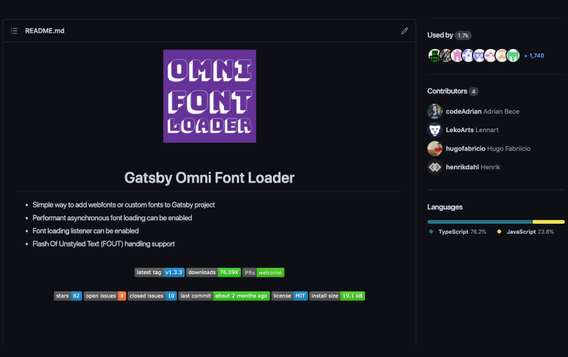 README.md
OMNI
FONT
LOADER
Gatsby Omni Font Loader
Simple way to add webfonts or custom fonts to Gatsby project
Performant asynchronous font loading can be enabled
Font loading listener can be enabled
Flash Of Unstyled Text (FOUT) handling support
latest tag v1.3.3 downloads 76.09K PRs welcome
stars 82 open issues 4 closed issues 10 last commit about 2 months ago license MIT install size 19.1 kB
Used by 1.7k
+ 1,740
Contributors 4
codeAdrian Adrian Bece
LekoArts Lennart
hugofabricio Hugo Fabricio
henrikdahl Henrik
Languages
TypeScript 76.2% JavaScript 23.8%